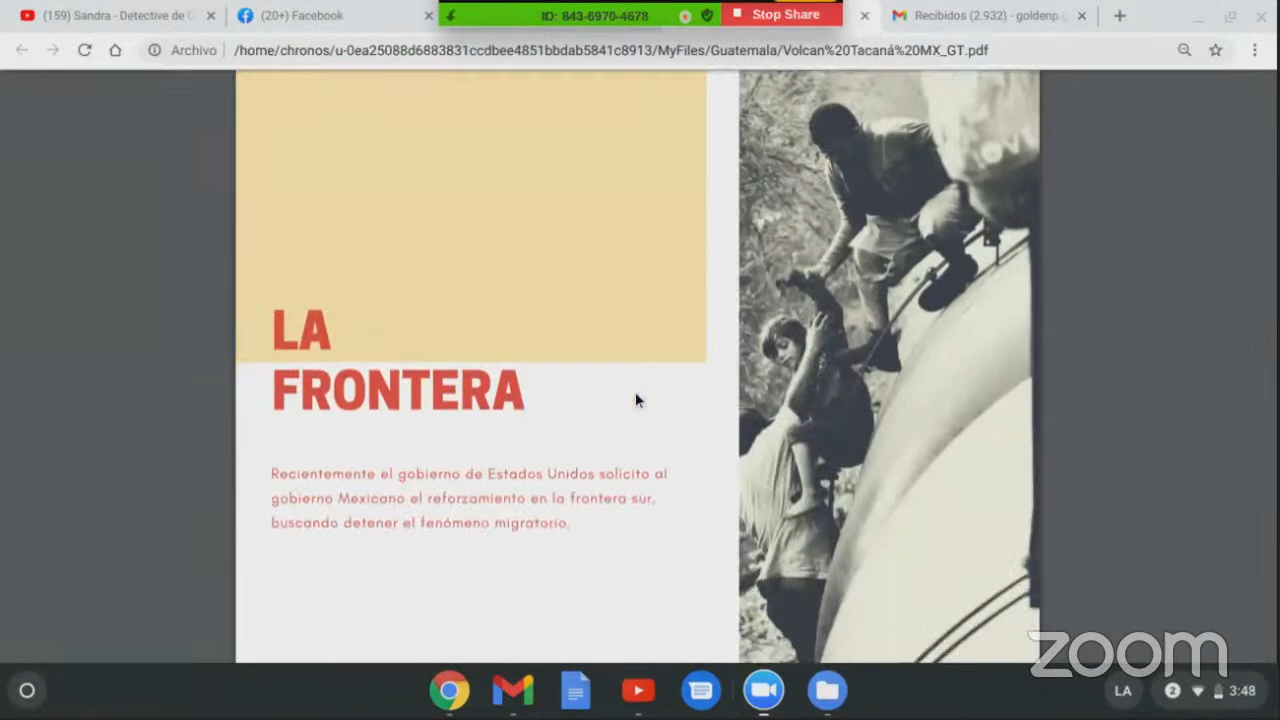 (159) Sandra - Detective de
(20+) Facebook
ID: 843-6970-4678
Stop Share
Recibidos (2.932) - goldenp
Archivo
/home/chronos/u-0ea25088d6883831ccdbee4851bbdab5841c8913/MyFiles/Guatemala/Volcan%20Tacaná%20MX_GT.pdf
LA
FRONTERA
Recientemente el gobierno de Estados Unidos solicito al
gobierno Mexicano el reforzamiento en la frontera sur,
buscando detener el fenómeno migratorio.
zoom
LA
2
3:48